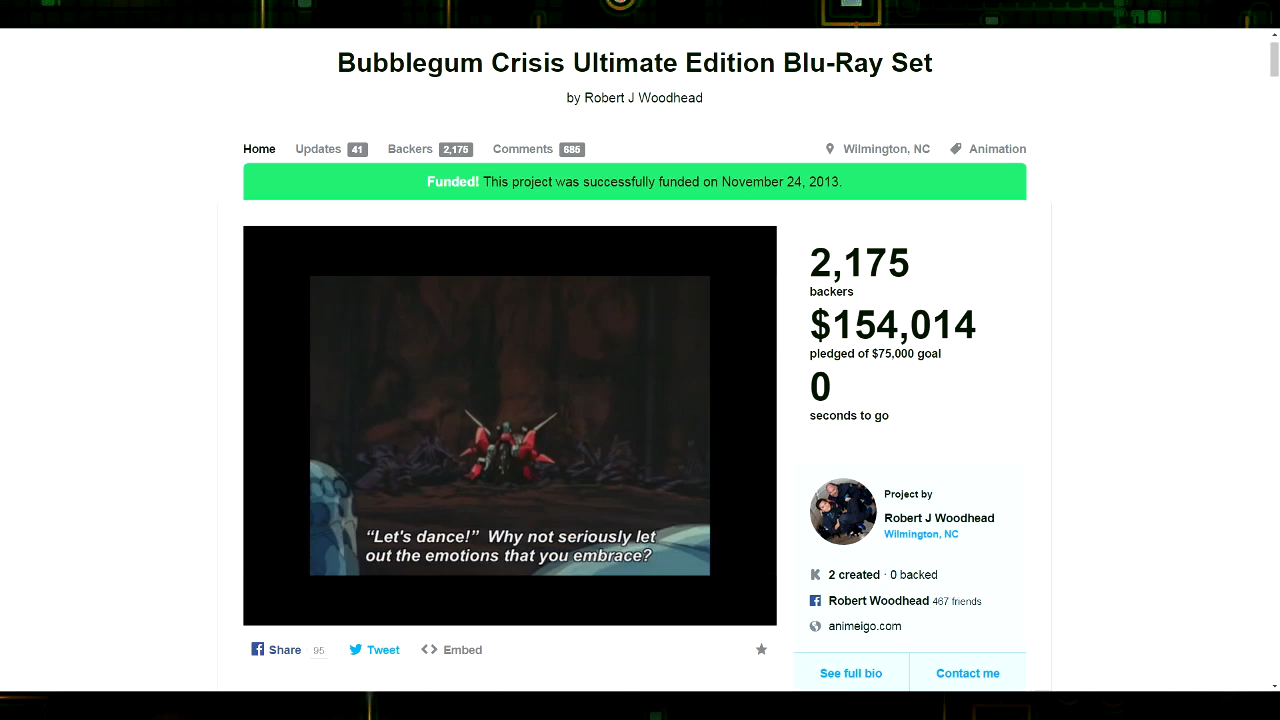 Bubblegum Crisis Ultimate Edition Blu-Ray Set
by Robert J Woodhead
Home Updates 41 Backers 2,175 Comments 685 Wilmington, NC Animation
Funded! This project was successfully funded on November 24, 2013.
2,175
backers
$154,014
pledged of $75,000 goal
0
seconds to go
“Let's dance!” Why not seriously let
out the emotions that you embrace?
Project by
Robert J Woodhead
Wilmington, NC
2 created · 0 backed
Robert Woodhead 467 friends
animeigo.com
See full bio Contact me
Share 95 Tweet Embed